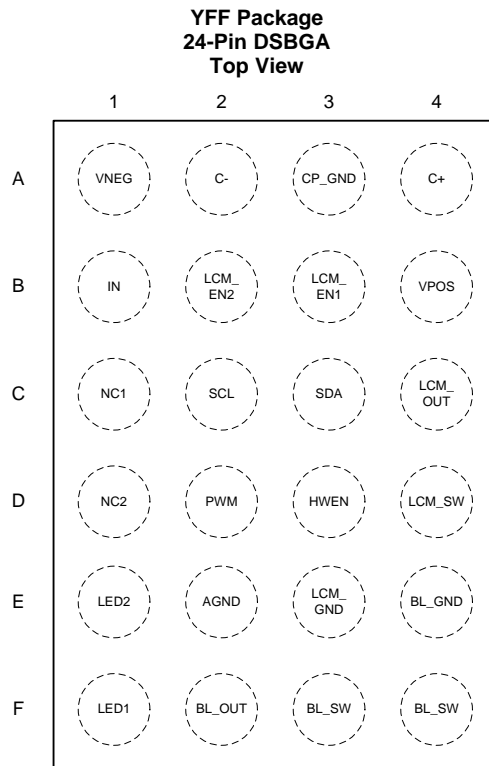 YFF Package
24-Pin DSBGA
Top View
1 2 3 4
A VNEG C- CP_GND C+
B IN LCM_ EN2 LCM_ EN1 VPOS
C NC1 SCL SDA LCM_ OUT
D NC2 PWM HWEN LCM_SW
E LED2 AGND LCM_ GND BL_GND
F LED1 BL_OUT BL_SW BL_SW